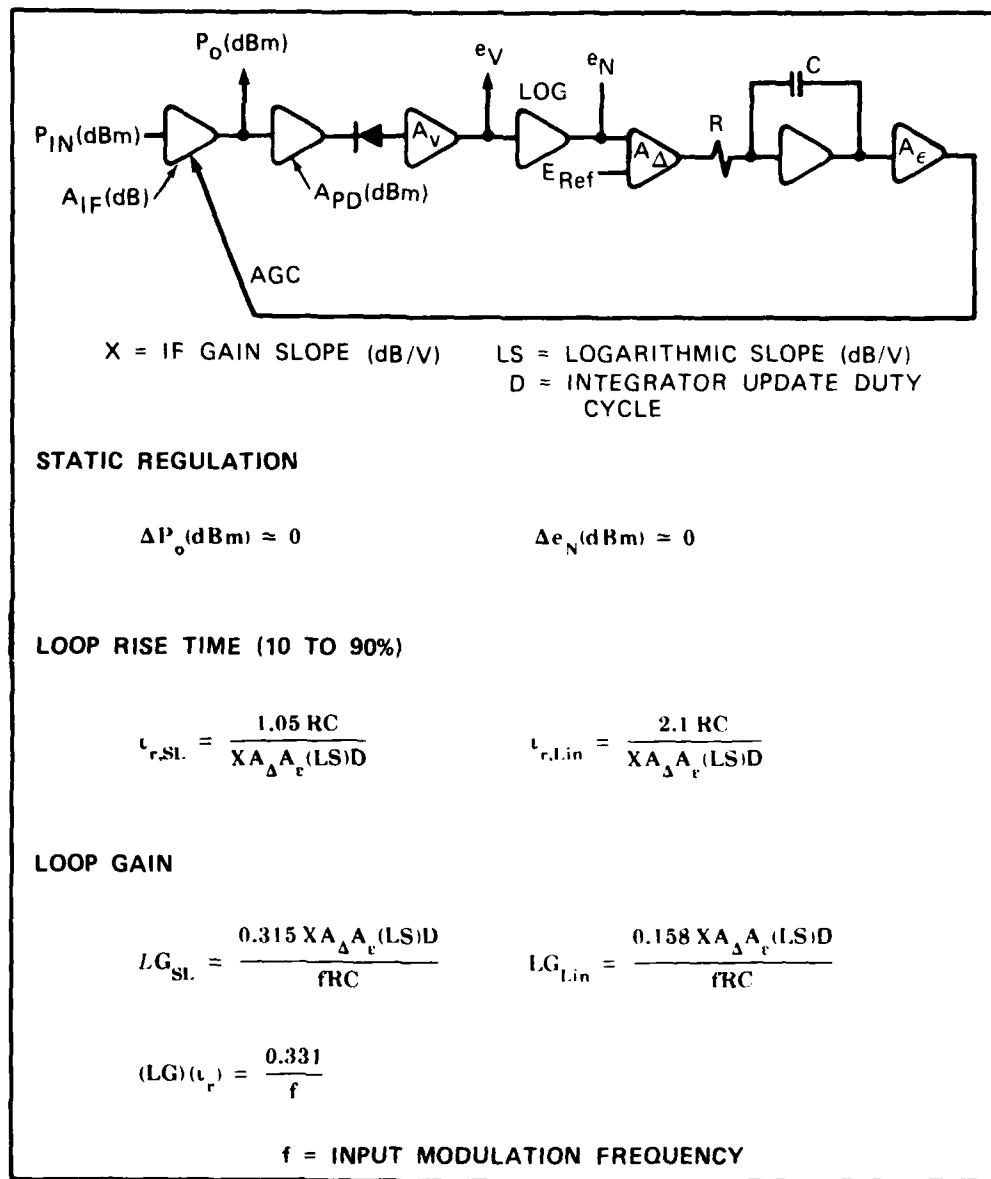 P_o(dBm)
e_V
e_N
C
LOG
R
P_IN(dBm)
A_v
A_Δ
A_ε
E_Ref
A_IF(dB)
A_PD(dBm)
AGC
X = IF GAIN SLOPE (dB/V)
LS = LOGARITHMIC SLOPE (dB/V)
D = INTEGRATOR UPDATE DUTY
CYCLE
STATIC REGULATION
ΔP_o(dBm) ≃ 0
Δe_N(dBm) ≃ 0
LOOP RISE TIME (10 TO 90%)
t_r,SL = 1.05 RC / XA_ΔA_ε(LS)D
t_r,Lin = 2.1 RC / XA_ΔA_ε(LS)D
LOOP GAIN
LG_SL = 0.315 XA_ΔA_ε(LS)D / fRC
LG_Lin = 0.158 XA_ΔA_ε(LS)D / fRC
(LG)(t_r) = 0.331 / f
f = INPUT MODULATION FREQUENCY